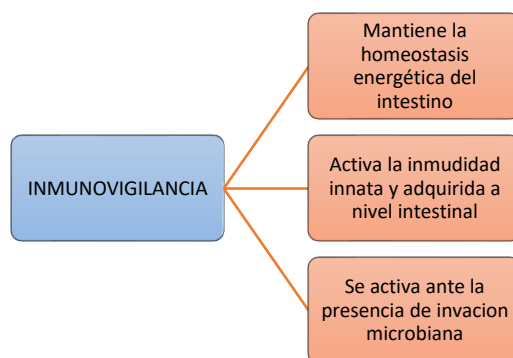 Mantiene la
homeostasis
energética del
intestino
INMUNOVIGILANCIA
Activa la inmudidad
innata y adquirida a
nivel intestinal
Se activa ante la
presencia de invacion
microbiana